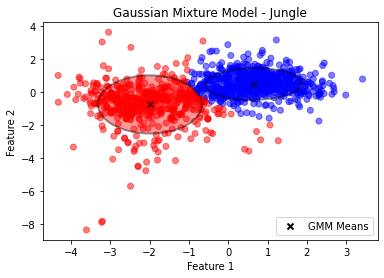 Gaussian Mixture Model - Jungle
4
2
0
−2
−4
−6
−8
Feature 2
GMM Means
−4 −3 −2 −1 0 1 2 3
Feature 1